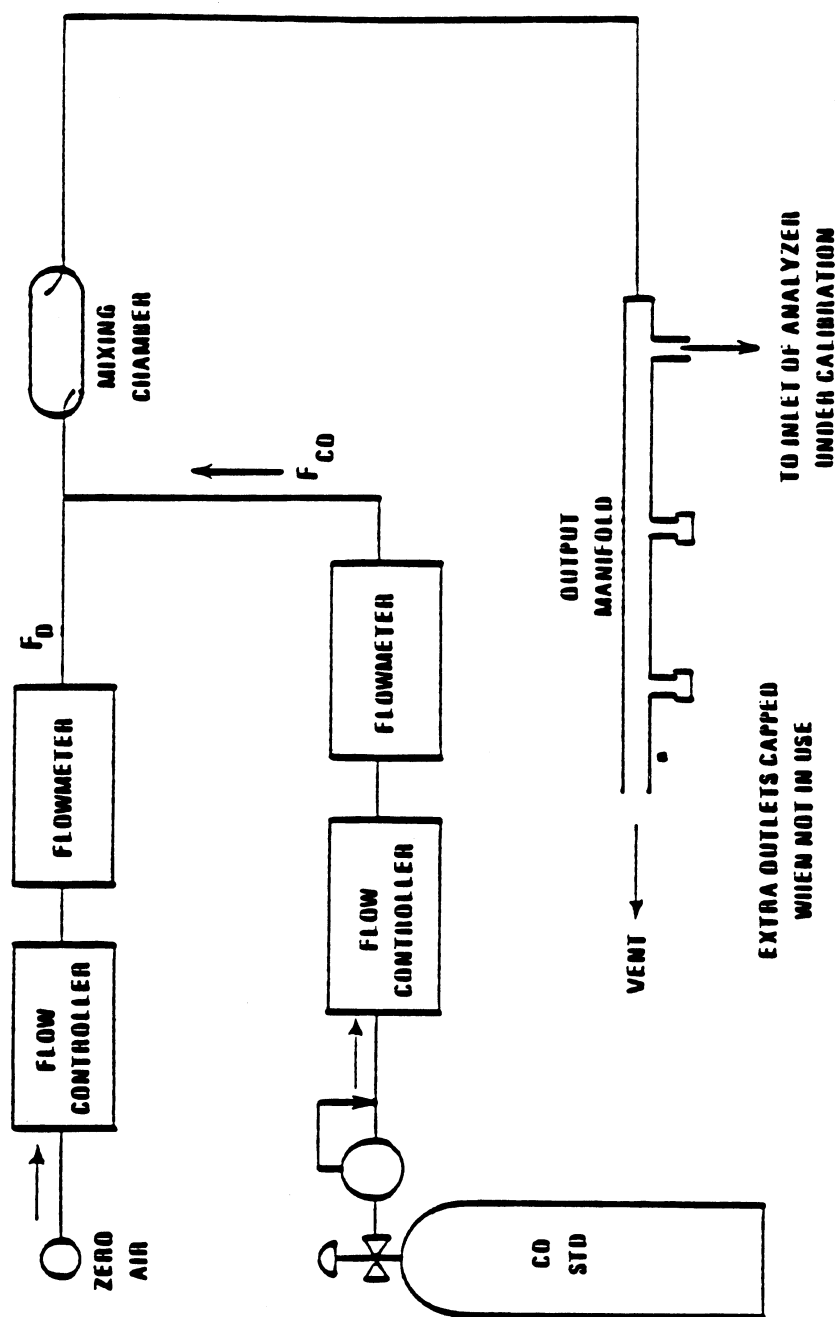 ZERO
AIR
FLOW
CONTROLLER
FLOWMETER
F D
MIXING
CHAMBER
CO
STD
FLOW
CONTROLLER
FLOWMETER
F CO
VENT
OUTPUT
MANIFOLD
EXTRA OUTLETS CAPPED
WHEN NOT IN USE
TO INLET OF ANALYZER
UNDER CALIBRATION